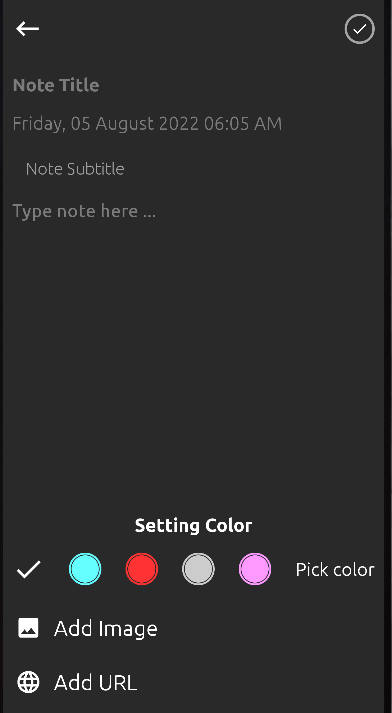 Note Title
Friday, 05 August 2022 06:05 AM
Note Subtitle
Type note here ...
Setting Color
Pick color
Add Image
Add URL